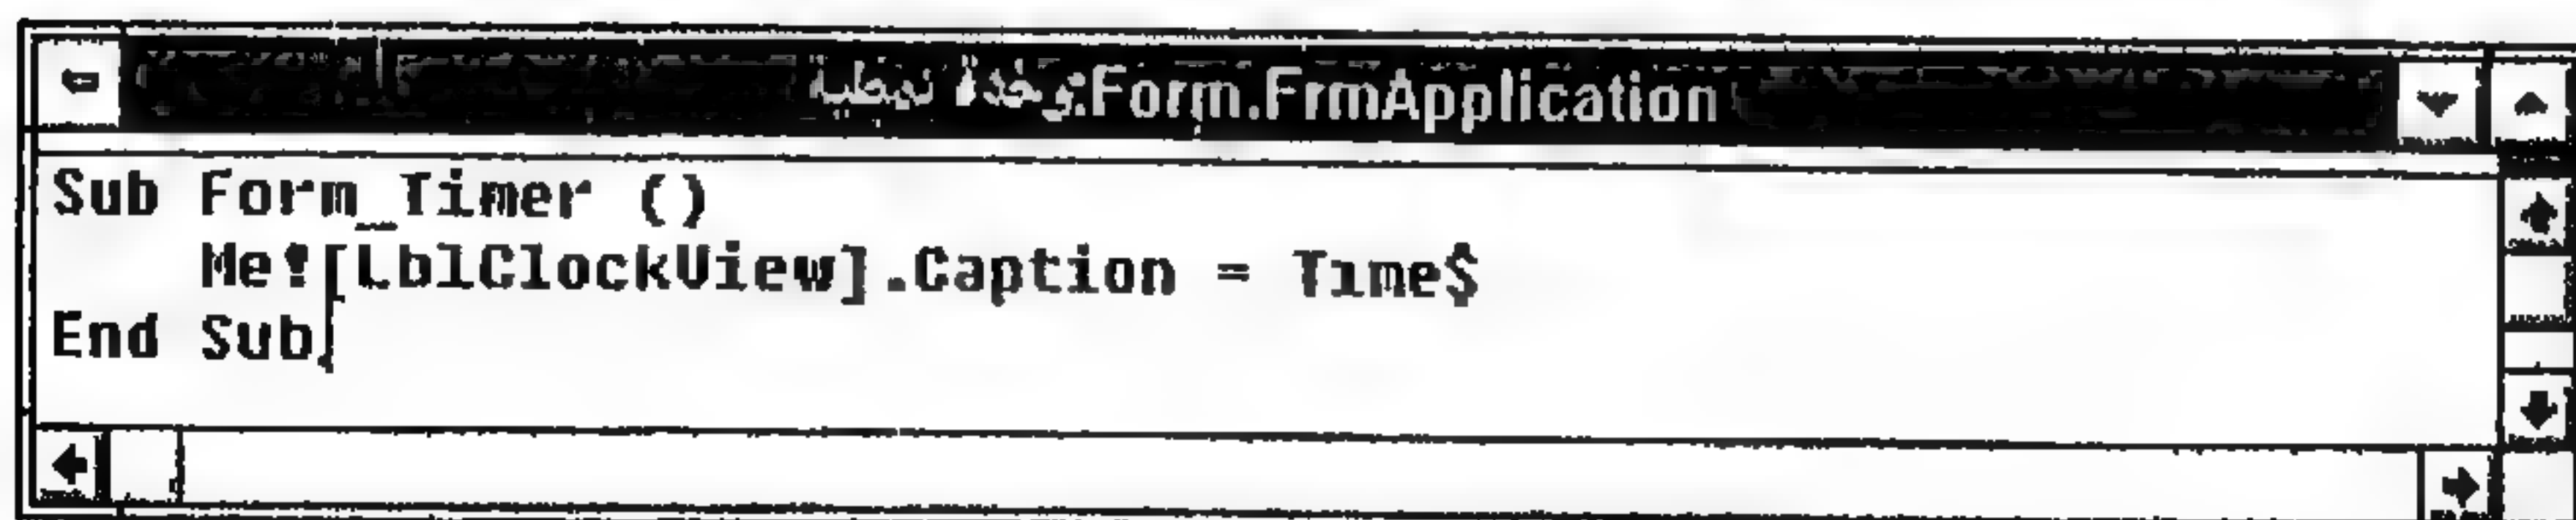 وحدة نمطية:Form.FrmApplication
Sub Form_Timer ()
Me![LblClockView].Caption = Time$
End Sub